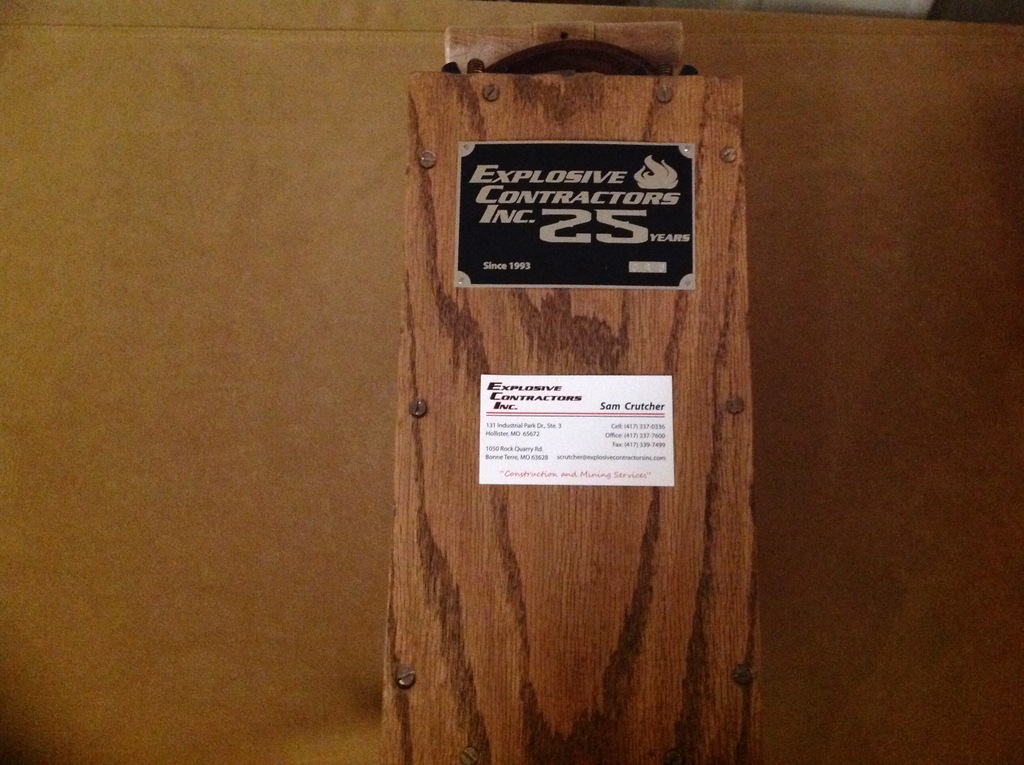 EXPLOSIVE
CONTRACTORS
INC. 25 YEARS
Since 1993
EXPLOSIVE
CONTRACTORS
INC.
Sam Crutcher
131 Industrial Park Dr., Ste. 3
Hollister, MO 65672
1050 Rock Quarry Rd.
Bonne Terre, MO 63628
Cell: (417) 337-0336
Office: (417) 337-7600
Fax: (417) 339-7499
scrutcher@explosivecontractorsinc.com
"Construction and Mining Services"